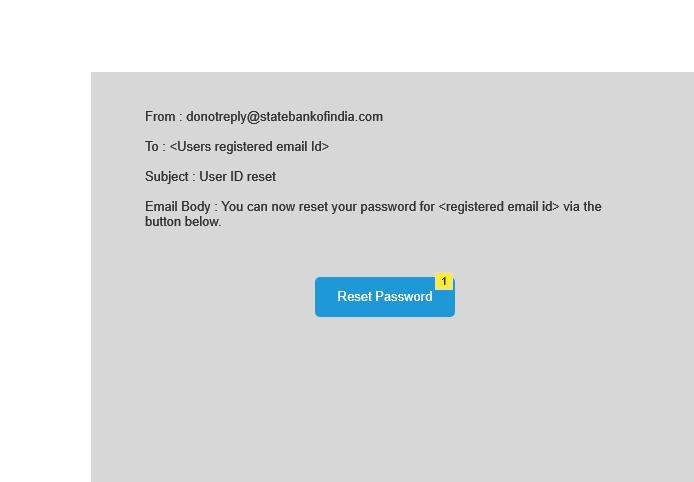 From : donotreply@statebankofindia.com
To : <Users registered email Id>
Subject : User ID reset
Email Body : You can now reset your password for <registered email id> via the
button below.
1
Reset Password